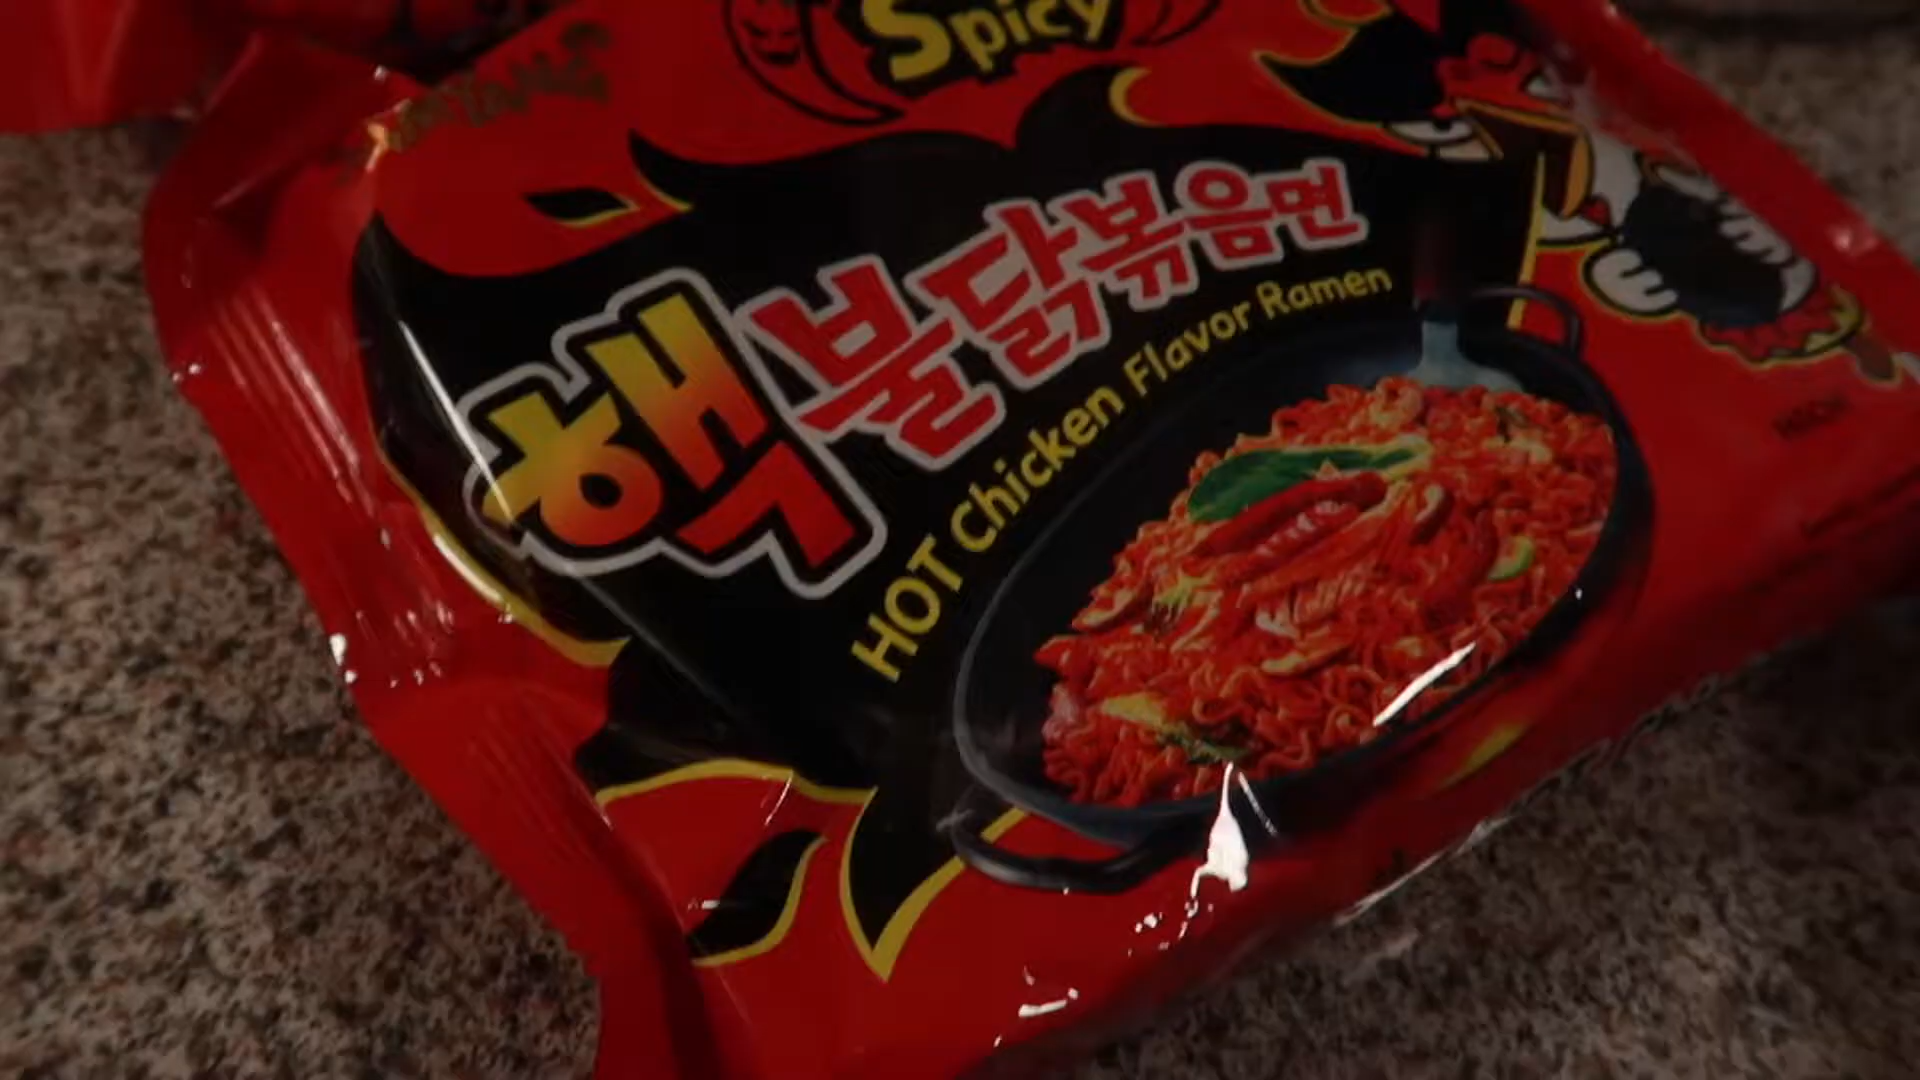 Spicy
핵불닭볶음면
HOT Chicken Flavor Ramen